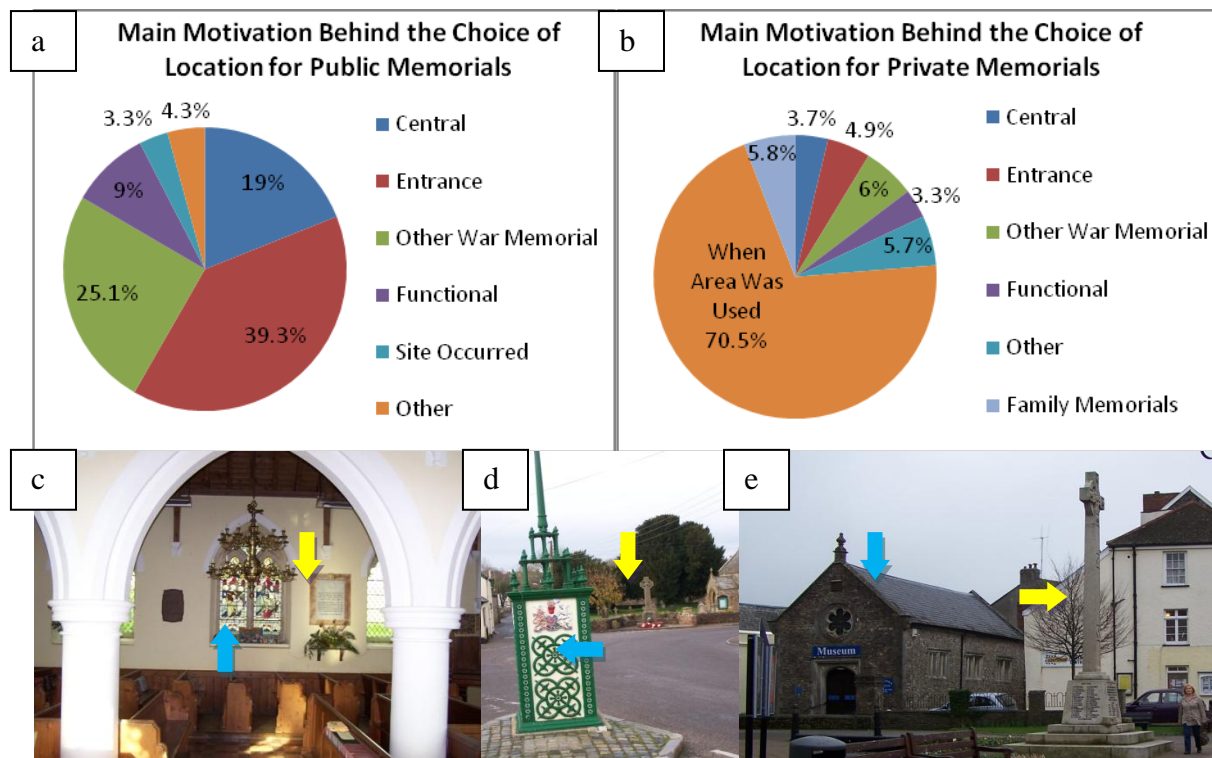 a
Main Motivation Behind the Choice of
Location for Public Memorials
3.3%
4.3%
19%
9%
25.1%
39.3%
Central
Entrance
Other War Memorial
Functional
Site Occurred
Other
b
Main Motivation Behind the Choice of
Location for Private Memorials
3.7%
4.9%
5.8%
6%
3.3%
5.7%
When
Area Was
Used
70.5%
Central
Entrance
Other War Memorial
Functional
Other
Family Memorials
c
d
e
Museum